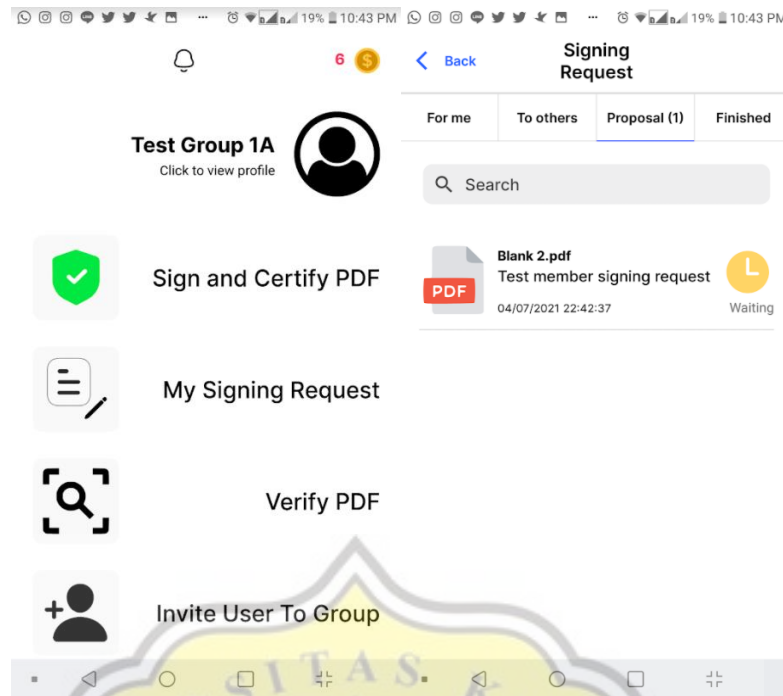 19% 10:43 PM
6
Test Group 1A
Click to view profile
Sign and Certify PDF
My Signing Request
Verify PDF
Invite User To Group
19% 10:43 PM
Back
Signing
Request
For me
To others
Proposal (1)
Finished
Search
PDF
Blank 2.pdf
Test member signing request
04/07/2021 22:42:37
Waiting
SITAS